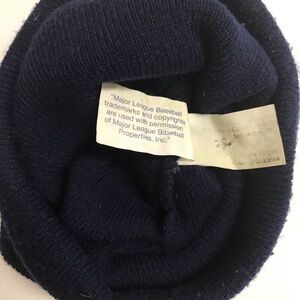 "Major League Baseball
trademarks and copyrights
are used with permission
of Major League Baseball
Properties, Inc."